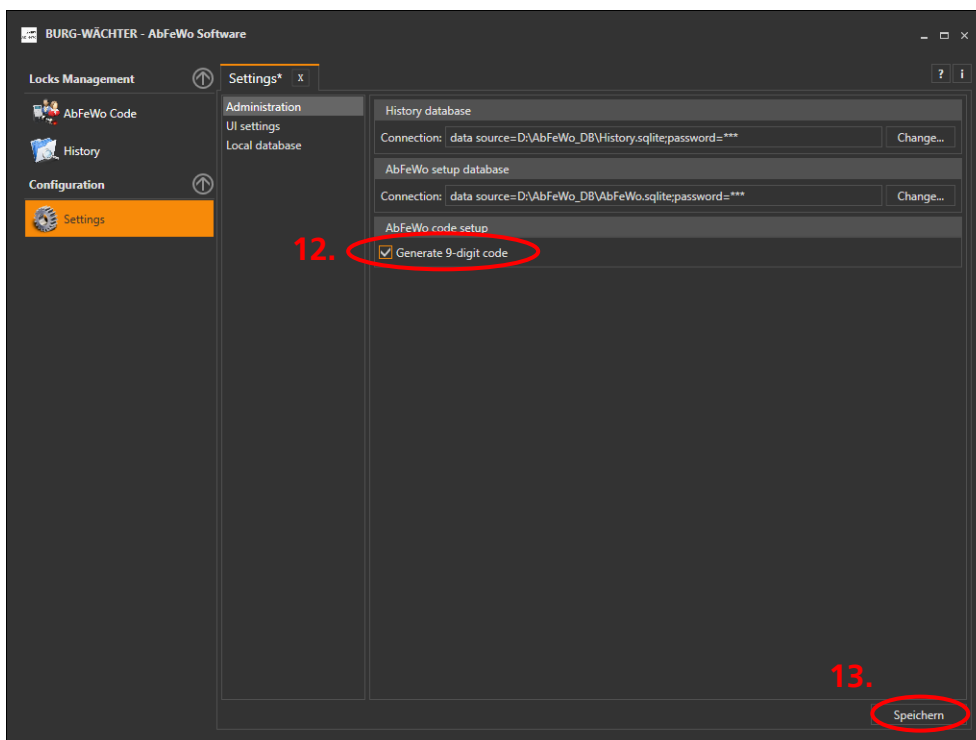 BURG-WÄCHTER - AbFeWo Software
Locks Management
AbFeWo Code
History
Configuration
Settings
Settings* X
? i
Administration
UI settings
Local database
History database
Connection: data source=D:\AbFeWo_DB\History.sqlite;password=*** Change...
AbFeWo setup database
Connection: data source=D:\AbFeWo_DB\AbFeWo.sqlite;password=*** Change...
AbFeWo code setup
12. Generate 9-digit code
13.
Speichern